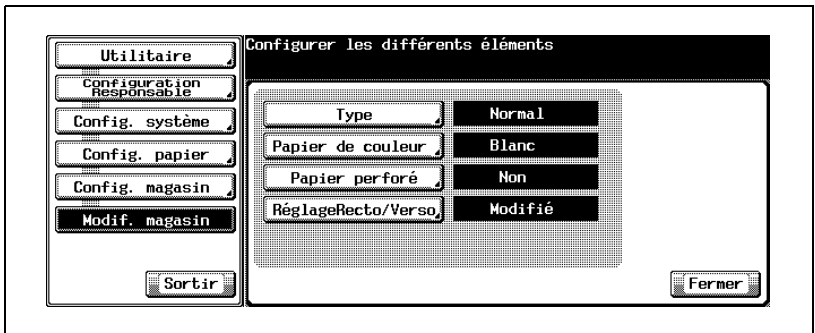 Configurer les différents éléments
Utilitaire
Configuration
Responsable
Config. système
Config. papier
Config. magasin
Modif. magasin
Sortir
Type Normal
Papier de couleur Blanc
Papier perforé Non
RéglageRecto/Verso Modifié
Fermer